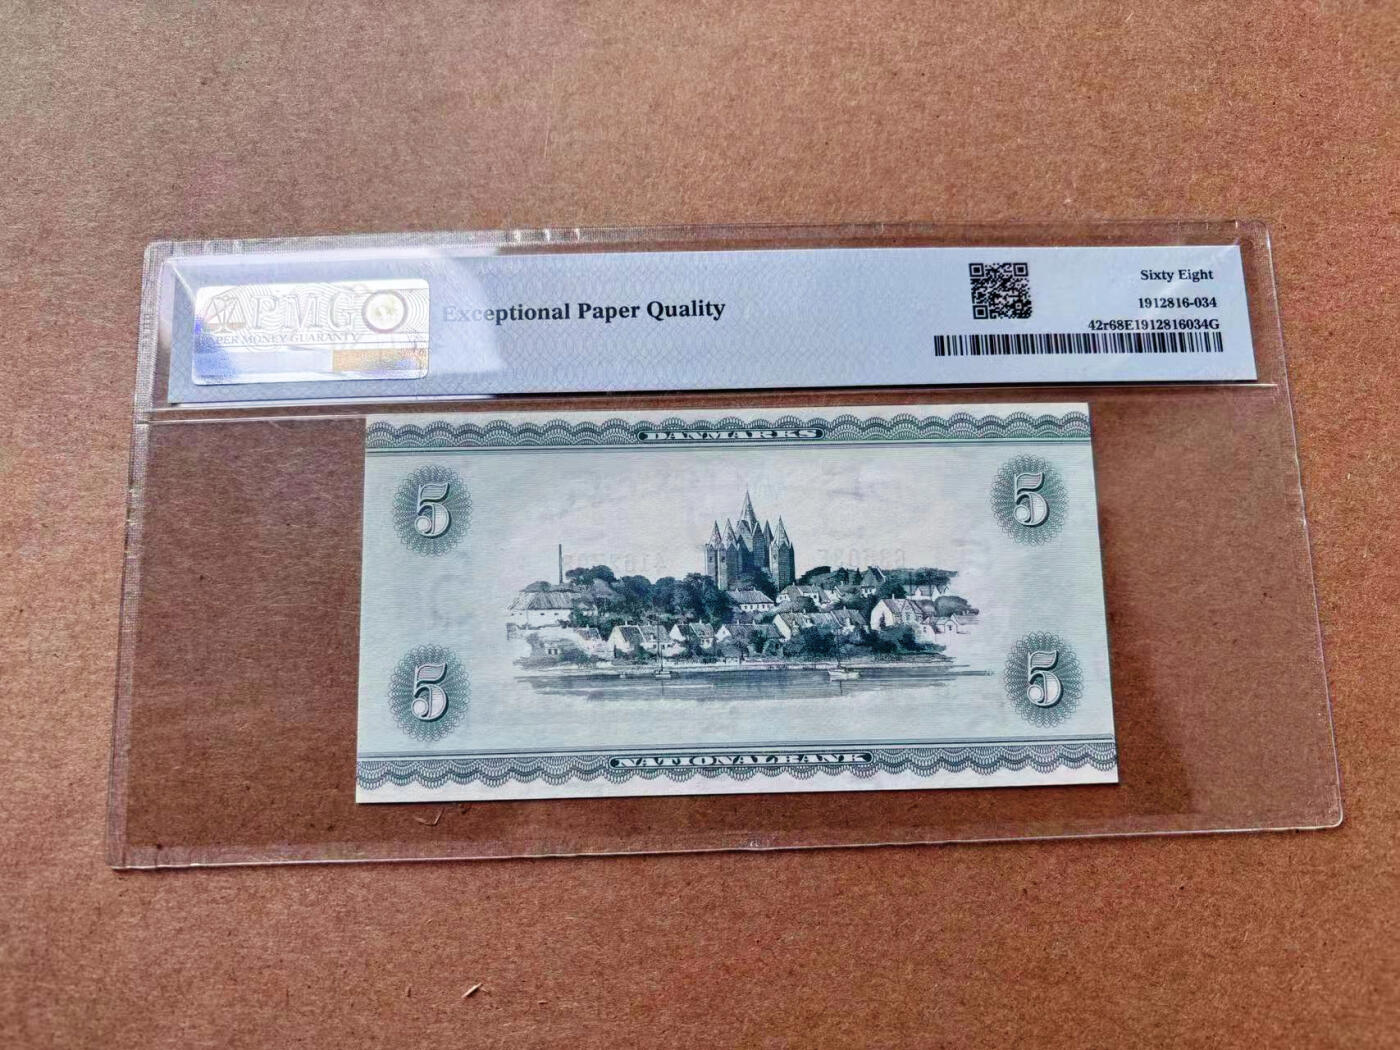 PMG
PAPER MONEY GUARANTY
Exceptional Paper Quality
Sixty Eight
1912816-034
42r68E1912816034G
DANMARKS
5
5
5
5
NATIONALBANK